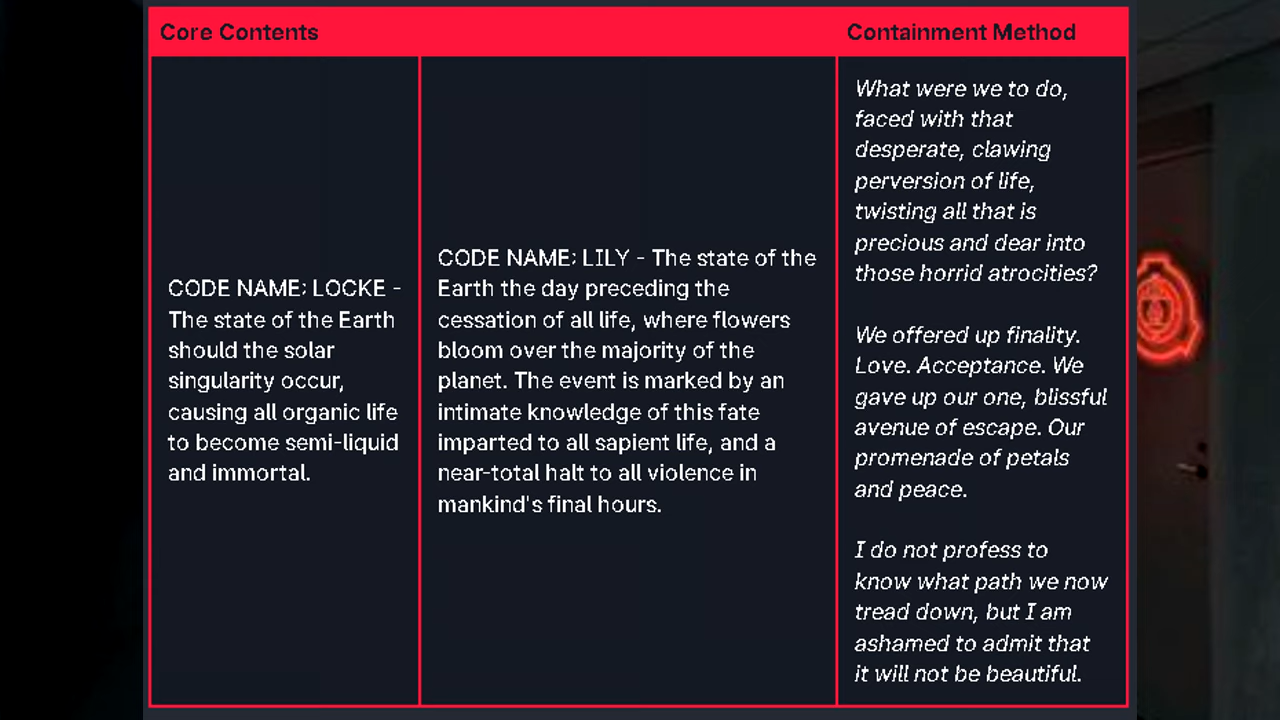 Core Contents
Containment Method
CODE NAME: LOCKE -
The state of the Earth
should the solar
singularity occur,
causing all organic life
to become semi-liquid
and immortal.
CODE NAME: LILY - The state of the
Earth the day preceding the
cessation of all life, where flowers
bloom over the majority of the
planet. The event is marked by an
intimate knowledge of this fate
imparted to all sapient life, and a
near-total halt to all violence in
mankind's final hours.
What were we to do,
faced with that
desperate, clawing
perversion of life,
twisting all that is
precious and dear into
those horrid atrocities?
We offered up finality.
Love. Acceptance. We
gave up our one, blissful
avenue of escape. Our
promenade of petals
and peace.
I do not profess to
know what path we now
tread down, but I am
ashamed to admit that
it will not be beautiful.